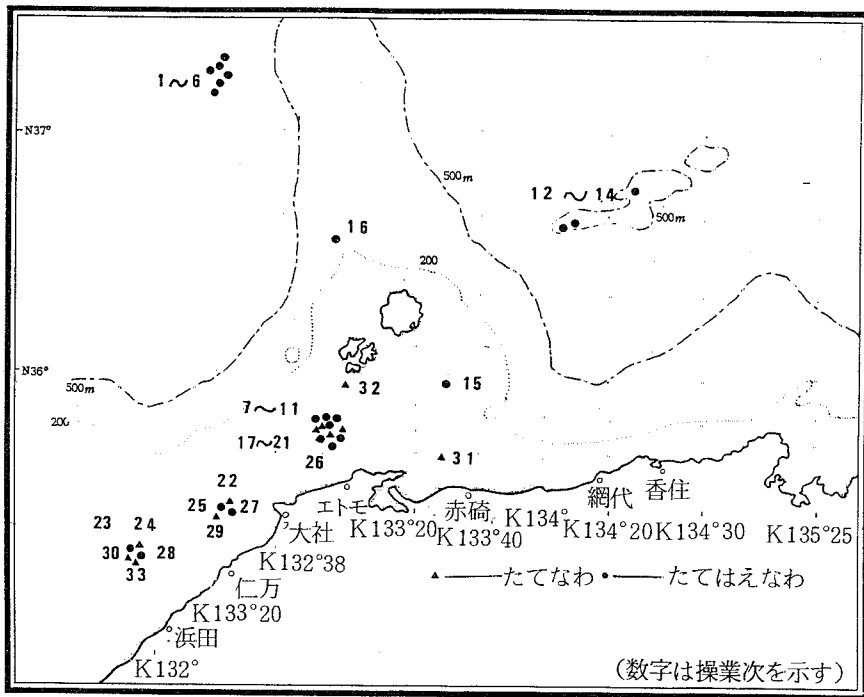 1〜6
N37°
500m
12 〜 14
500m
16
200
N36°
32
15
500m
7〜11
200
17〜21
26
31
22
25 27
29
23 24
30 28
33
エトモ
大社
赤碕
網代
香住
K133°20
K134°
K133°40
K134°20
K134°30
K135°25
K132°38
仁万
▲――たてなわ ●――たてはえなわ
K133°20
浜田
K132°
(数字は操業次を示す)